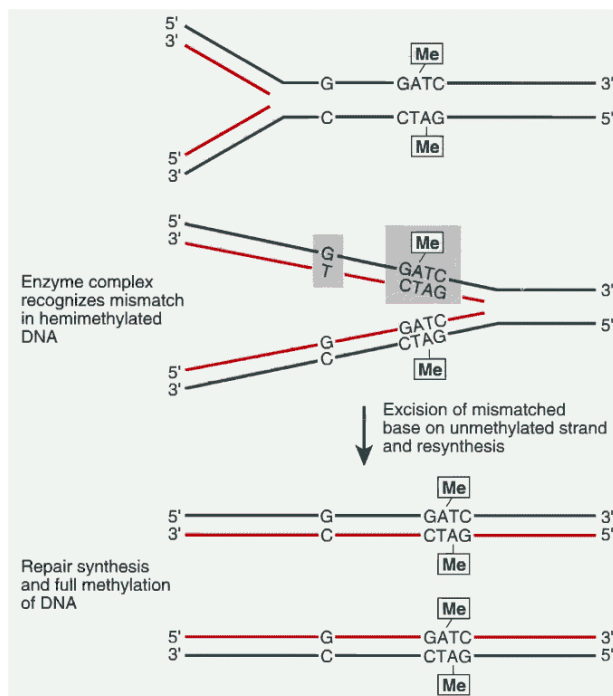 Me
5'
3'
G GATC 3'
C CTAG 5'
Me
5'
3'
5'
3'
Me
G GATC
T CTAG
3'
5'
Enzyme complex
recognizes mismatch
in hemimethylated
DNA
G GATC
C CTAG
Me
5'
3'
Excision of mismatched
base on unmethylated strand
and resynthesis
Me
5' G GATC 3'
3' C CTAG 5'
Me
Repair synthesis
and full methylation
of DNA
Me
5' G GATC 3'
3' C CTAG 5'
Me